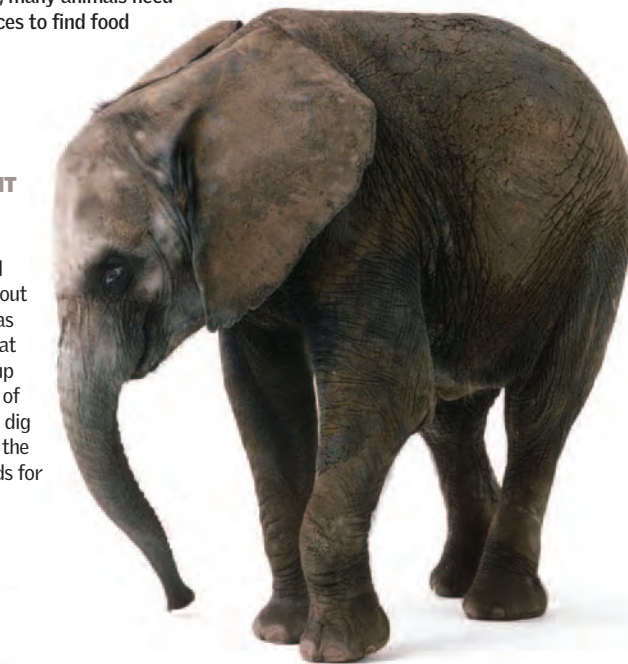 many animals need
ces to find food
IT
out
as
at
up
of
dig
the
ds for